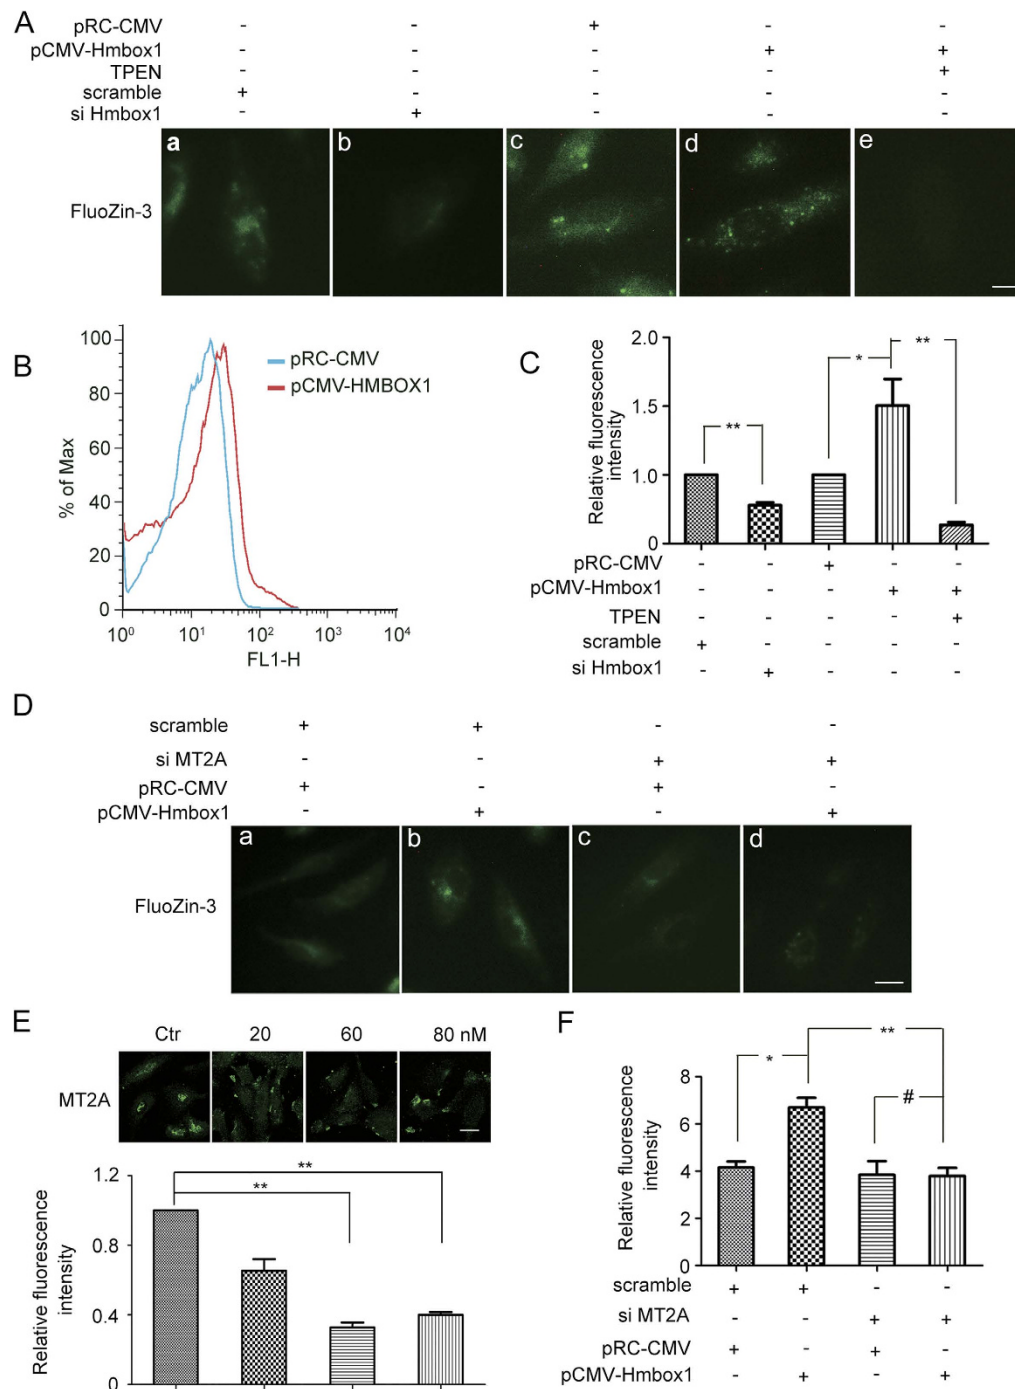 A
pRC-CMV - - + - -
pCMV-Hmbox1 - - - + +
TPEN - - - - +
scramble + - - - -
si Hmbox1 - + - - -
a b c d e
FluoZin-3
B
100
80
60
40
20
0
% of Max
pRC-CMV
pCMV-HMBOX1
10⁰ 10¹ 10² 10³ 10⁴
FL1-H
C
Relative fluorescence
intensity
2.0
1.5
1.0
0
** * **
pRC-CMV - - + - -
pCMV-Hmbox1 - - - + +
TPEN - - - - +
scramble + - - - -
si Hmbox1 - + - - -
D
scramble + + - -
si MT2A - - + +
pRC-CMV + - + -
pCMV-Hmbox1 - + - +
a b c d
FluoZin-3
E
Ctr 20 60 80 nM
MT2A
Relative fluorescence
intensity
1.2
0.8
0.4
0
**
**
F
Relative fluorescence
intensity
8
6
4
2
0
* ** #
scramble + + - -
si MT2A - - + +
pRC-CMV + - + -
pCMV-Hmbox1 - + - +